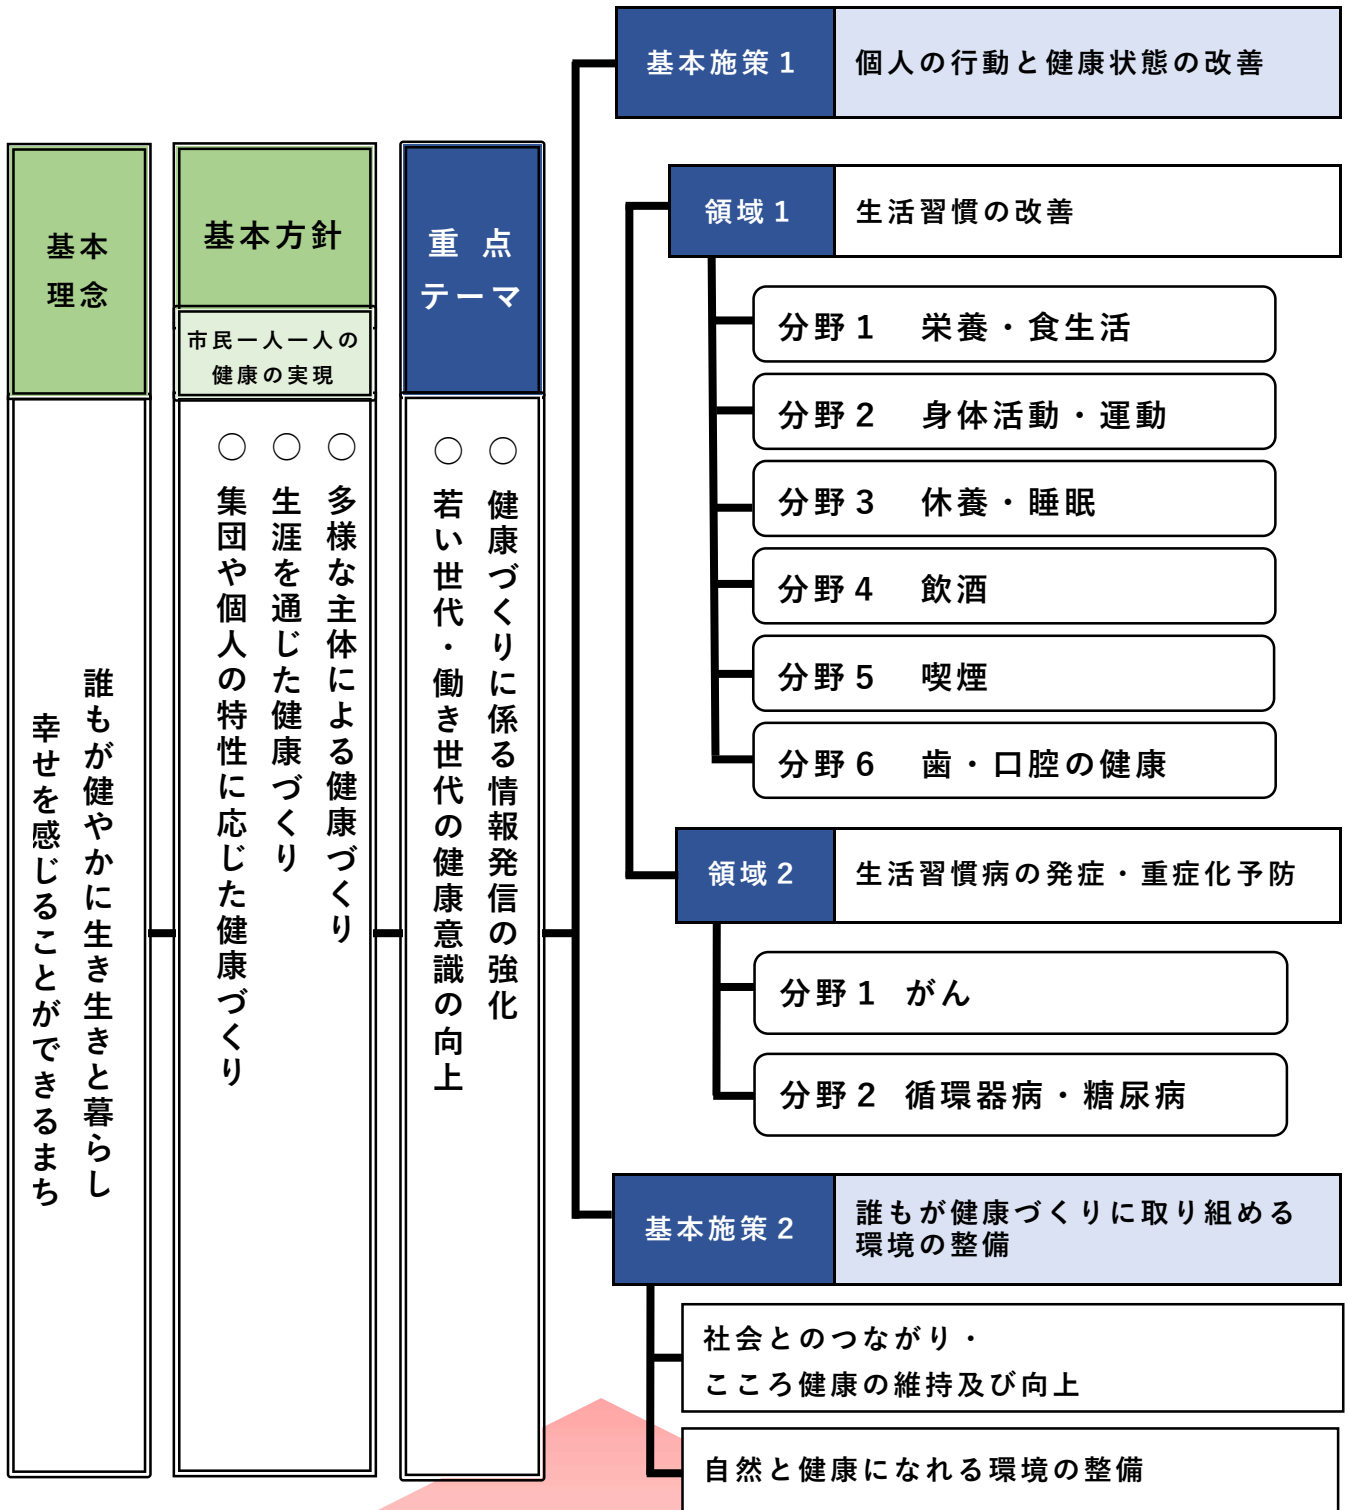 基本
理念
誰もが健やかに生き生きと暮らし
幸せを感じることができるまち
基本方針
市民一人一人の
健康の実現
○ 多様な主体による健康づくり
○ 生涯を通じた健康づくり
○ 集団や個人の特性に応じた健康づくり
重 点
テーマ
○ 健康づくりに係る情報発信の強化
○ 若い世代・働き世代の健康意識の向上
基本施策1 個人の行動と健康状態の改善
領域1 生活習慣の改善
分野1 栄養・食生活
分野2 身体活動・運動
分野3 休養・睡眠
分野4 飲酒
分野5 喫煙
分野6 歯・口腔の健康
領域2 生活習慣病の発症・重症化予防
分野1 がん
分野2 循環器病・糖尿病
基本施策2 誰もが健康づくりに取り組める
環境の整備
社会とのつながり・
こころ健康の維持及び向上
自然と健康になれる環境の整備